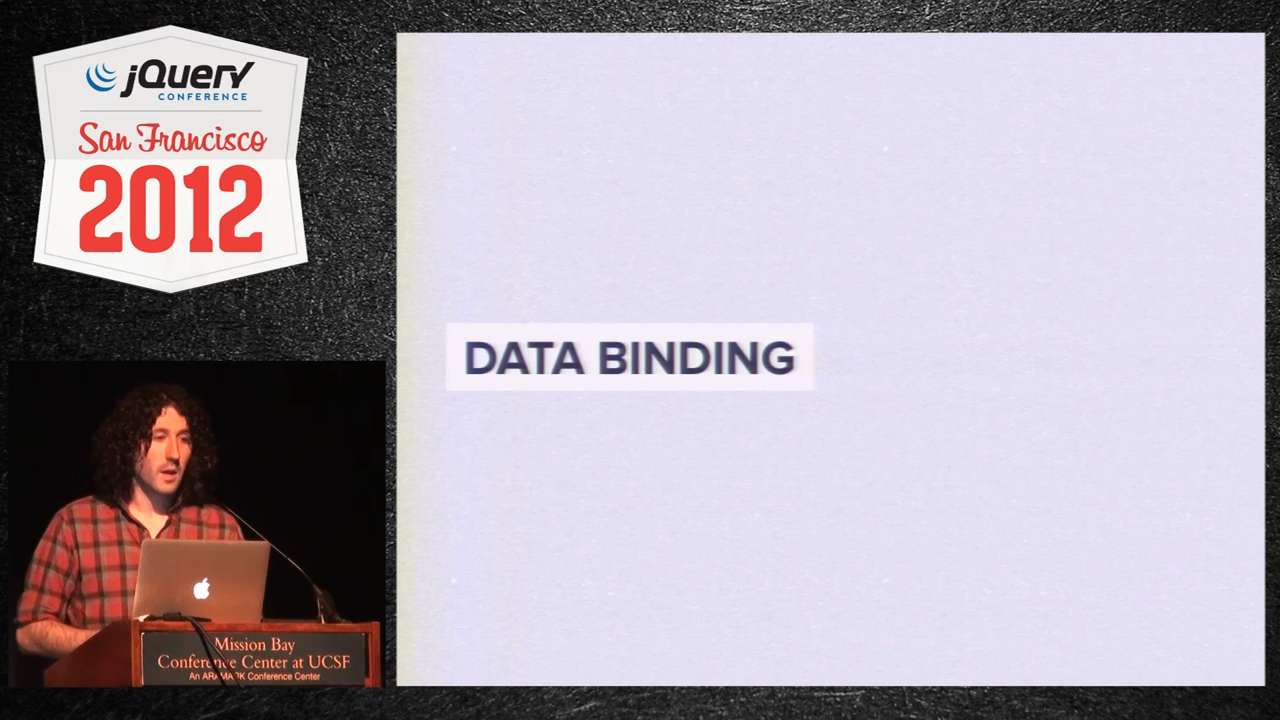 jQuery
CONFERENCE
San Francisco
2012
DATA BINDING
Mission Bay
Conference Center at UCSF
An ARAMARK Conference Center